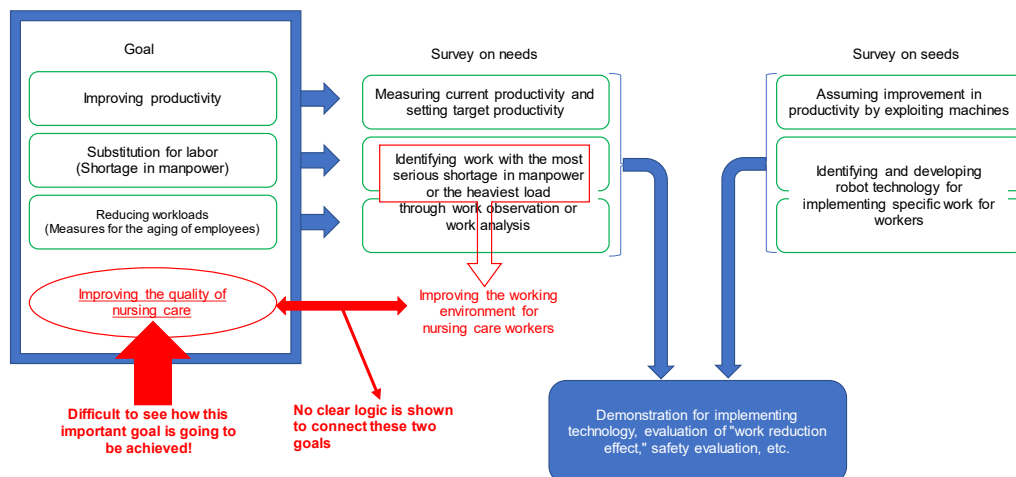 Goal
Improving productivity
Substitution for labor
(Shortage in manpower)
Reducing workloads
(Measures for the aging of employees)
Improving the quality of
nursing care
Difficult to see how this
important goal is going to
be achieved!
Survey on needs
Measuring current productivity and
setting target productivity
Identifying work with the most
serious shortage in manpower
or the heaviest load
through work observation or
work analysis
Improving the working
environment for
nursing care workers
No clear logic is shown
to connect these two
goals
Survey on seeds
Assuming improvement in
productivity by exploiting machines
Identifying and developing
robot technology for
implementing specific work for
workers
Demonstration for implementing
technology, evaluation of "work reduction
effect," safety evaluation, etc.